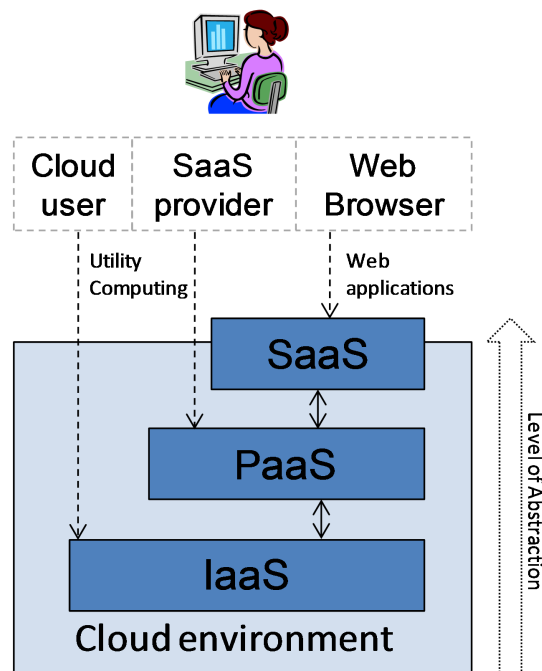 Cloud
user
SaaS
provider
Web
Browser
Utility
Computing
Web
applications
SaaS
PaaS
IaaS
Cloud environment
Level of Abstraction